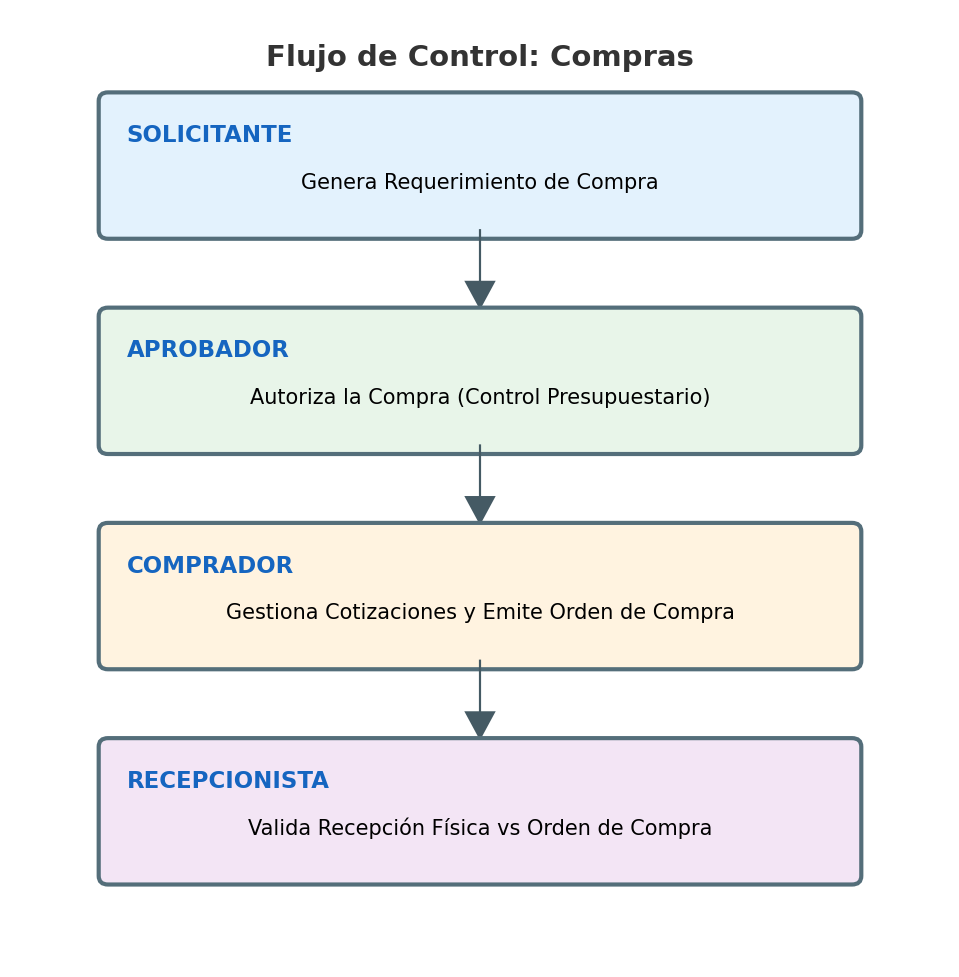 Flujo de Control: Compras
SOLICITANTE
Genera Requerimiento de Compra
APROBADOR
Autoriza la Compra (Control Presupuestario)
COMPRADOR
Gestiona Cotizaciones y Emite Orden de Compra
RECEPCIONISTA
Valida Recepción Física vs Orden de Compra